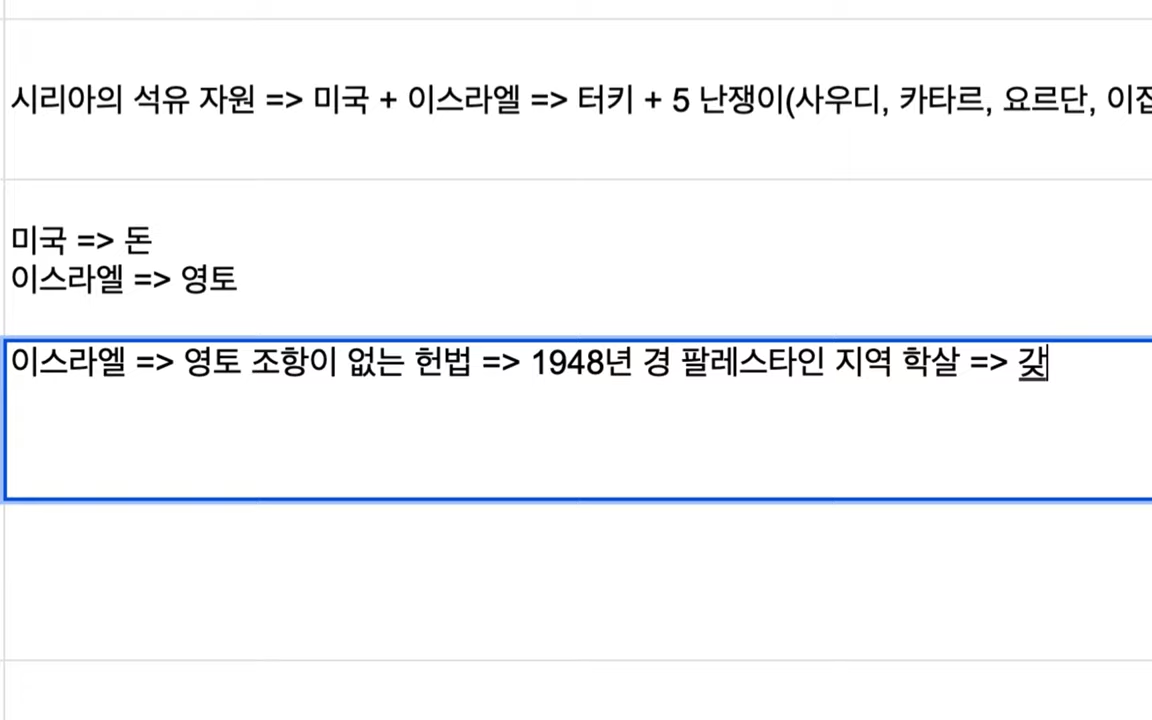 시리아의 석유 자원 => 미국 + 이스라엘 => 터키 + 5 난쟁이(사우디, 카타르, 요르단, 이집
미국 => 돈
이스라엘 => 영토
이스라엘 => 영토 조항이 없는 헌법 => 1948년 경 팔레스타인 지역 학살 => 갖